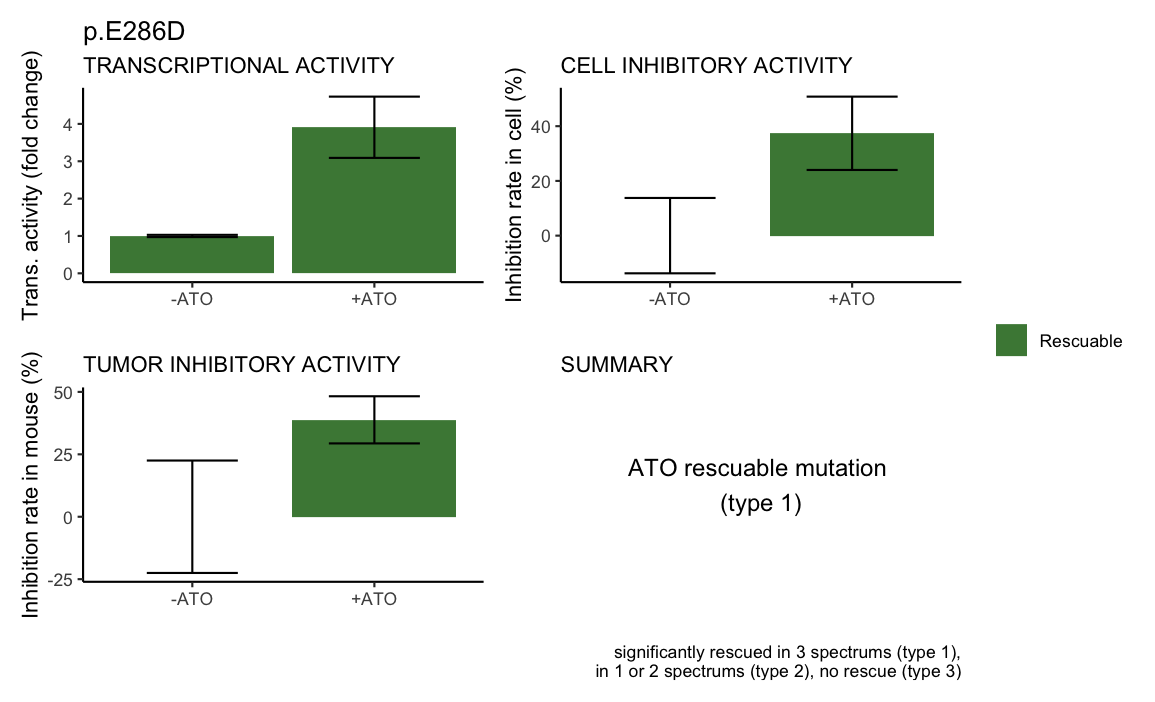 p.E286D
TRANSCRIPTIONAL ACTIVITY
Trans. activity (fold change)
4
3
2
1
0
-ATO
+ATO
CELL INHIBITORY ACTIVITY
Inhibition rate in cell (%)
40
20
0
-ATO
+ATO
Rescuable
TUMOR INHIBITORY ACTIVITY
Inhibition rate in mouse (%)
50
25
0
-25
-ATO
+ATO
SUMMARY
ATO rescuable mutation
(type 1)
significantly rescued in 3 spectrums (type 1),
in 1 or 2 spectrums (type 2), no rescue (type 3)